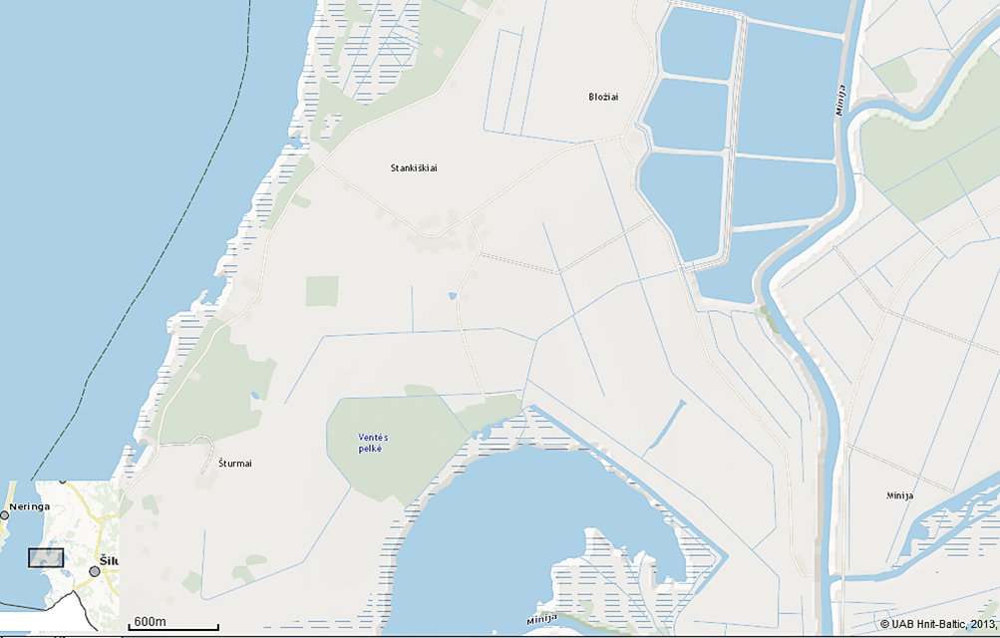 Bložiai
Minija
Stankiškiai
Ventės
pelkė
Šturmai
Minija
Neringa
Šilu
600m
Minija
© UAB Hnit-Baltic, 2013,